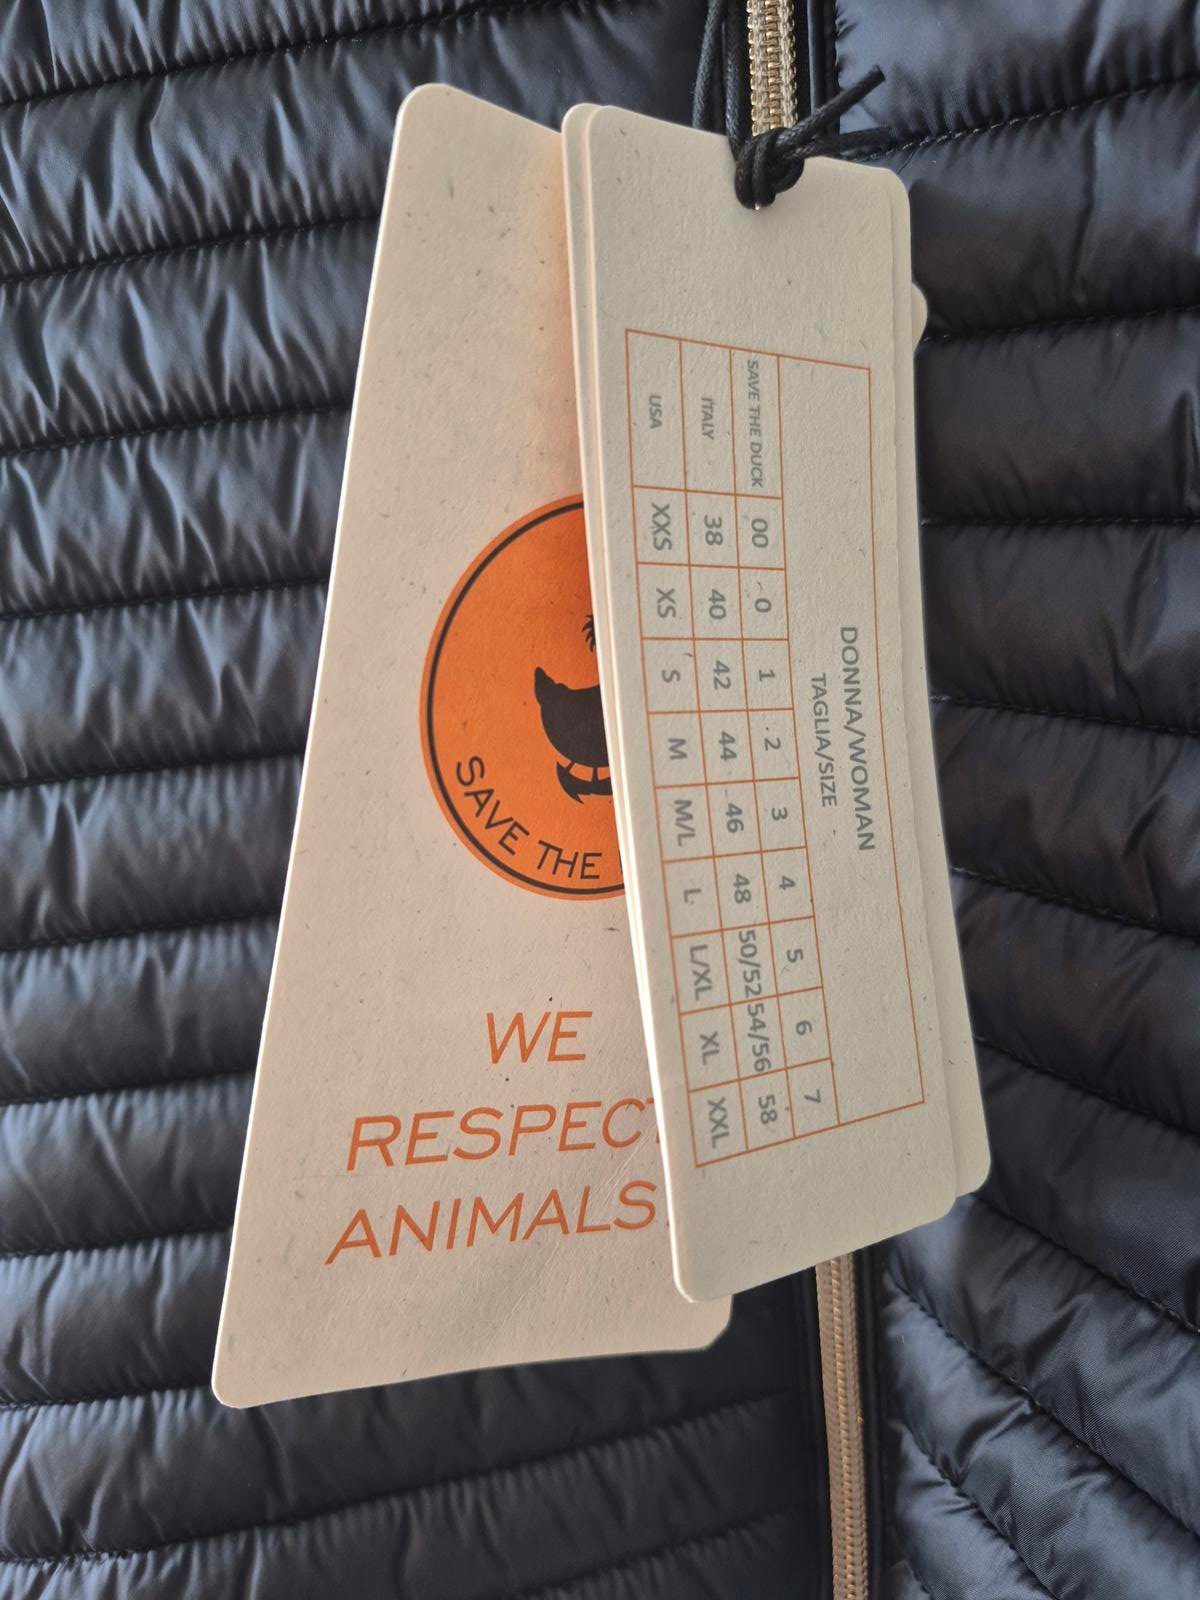 SAVE THE
WE
RESPECT
ANIMALS.
DONNA/WOMAN
TAGLIA/SIZE
SAVE THE DUCK 00 0 1 2 3 4 5 6 7
ITALY 38 40 42 44 46 48 50/52 54/56 58
USA XXS XS S M M/L L L/XL XL XXL